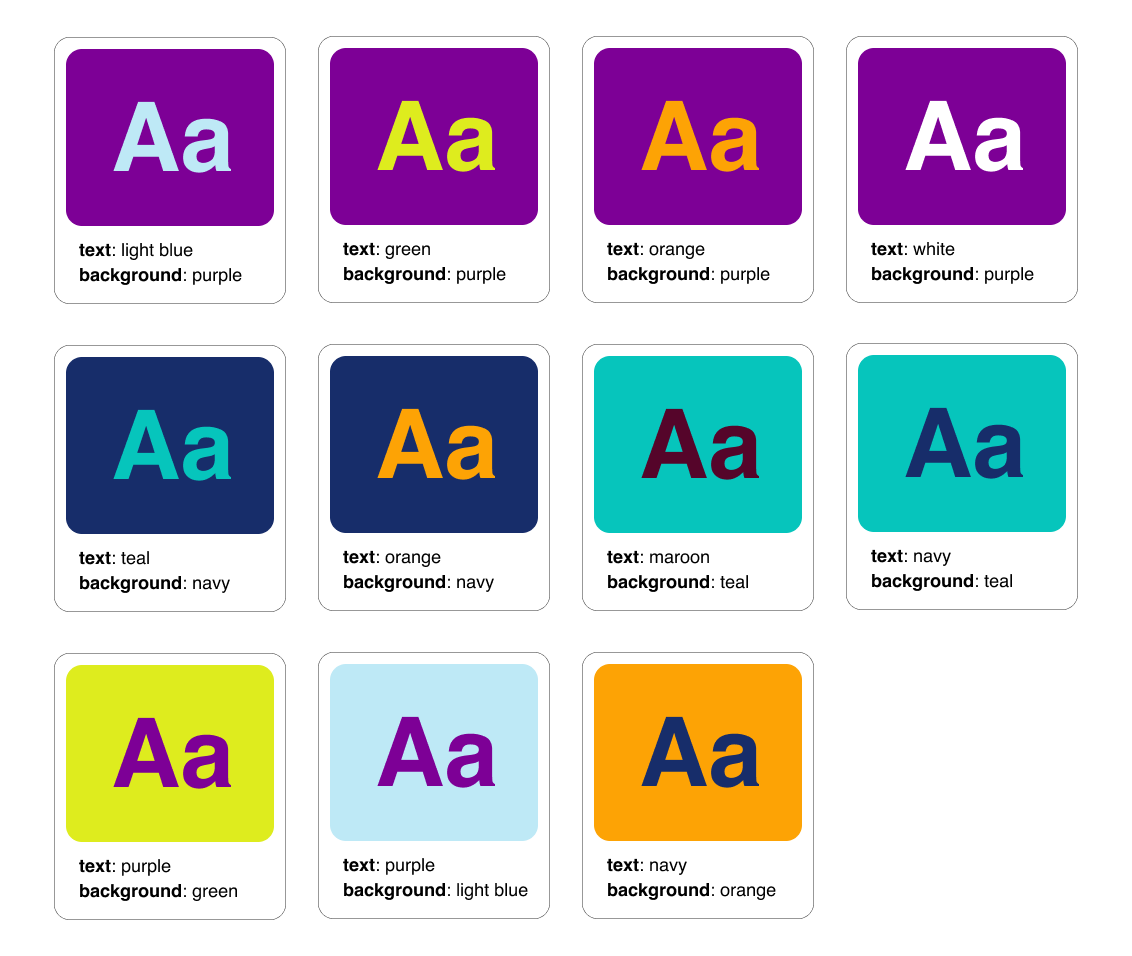 Aa
text: light blue
background: purple
Aa
text: green
background: purple
Aa
text: orange
background: purple
Aa
text: white
background: purple
Aa
text: teal
background: navy
Aa
text: orange
background: navy
Aa
text: maroon
background: teal
Aa
text: navy
background: teal
Aa
text: purple
background: green
Aa
text: purple
background: light blue
Aa
text: navy
background: orange